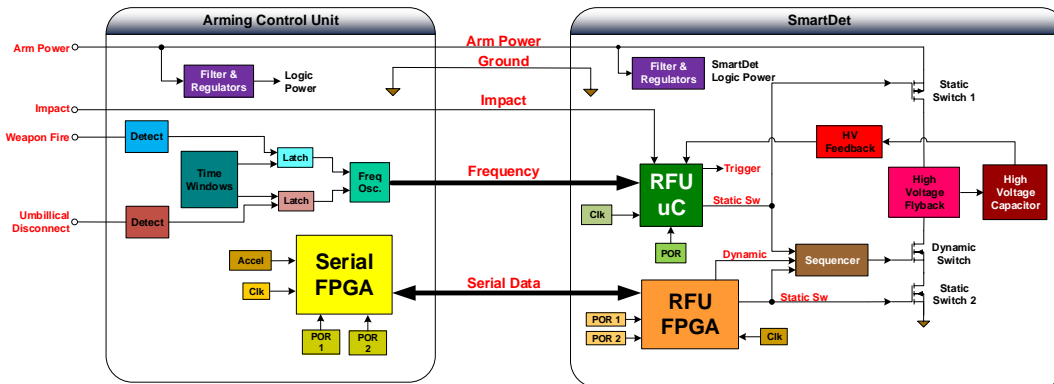 Arming Control Unit
SmartDet
Arm Power
Arm Power
Filter &
Regulators
Logic
Power
Ground
Filter &
Regulators
SmartDet
Logic Power
Static
Switch 1
Impact
Impact
Weapon Fire
Detect
Latch
Time
Windows
Latch
Freq
Osc.
Frequency
RFU
uC
Trigger
HV
Feedback
Static Sw
Clk
POR
High
Voltage
Flyback
High
Voltage
Capacitor
Umbillical
Disconnect
Detect
Accel
Clk
Serial
FPGA
POR
1
POR
2
Serial Data
Dynamic
Sequencer
Dynamic
Switch
RFU
FPGA
Static Sw
Static
Switch 2
POR 1
POR 2
Clk